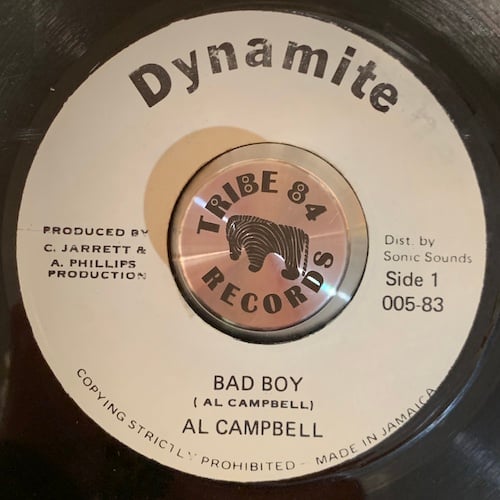 Dynamite
TRIBE 84
RECORDS
PRODUCED BY
C. JARRETT &
A. PHILLIPS
PRODUCTION
Dist. by
Sonic Sounds
Side 1
005-83
BAD BOY
( AL CAMPBELL)
AL CAMPBELL
COPYING STRICTLY PROHIBITED - MADE IN JAMAICA